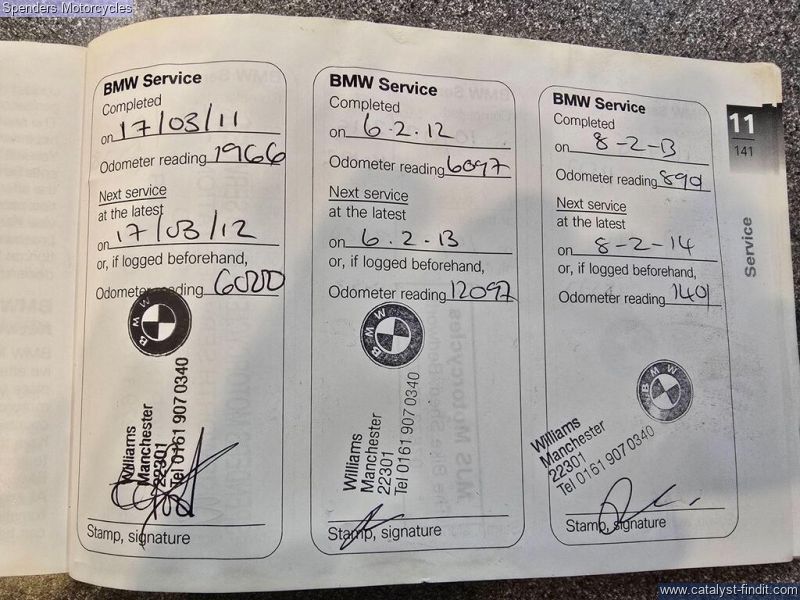 Spenders Motorcycles
BMW Service
Completed
on 17/03/11
Odometer reading 1966
Next service
at the latest
on 17/03/12
or, if logged beforehand,
Odometer reading 6000
BMW
Williams
Manchester
22301
Tel 0161 907 0340
Stamp, signature
BMW Service
Completed
on 6.2.12
Odometer reading 6097
Next service
at the latest
on 6.2.13
or, if logged beforehand,
Odometer reading 12097
BMW
Williams
Manchester
22301
Tel 0161 907 0340
Stamp, signature
BMW Service
Completed
on 8-2-13
Odometer reading
Next service
at the latest
on 8-2-14
or, if logged beforehand,
Odometer reading
BMW
Williams
Manchester
22301
Tel 0161 907 0340
Stamp, signature
11
141
Service
www.catalyst-findit.com